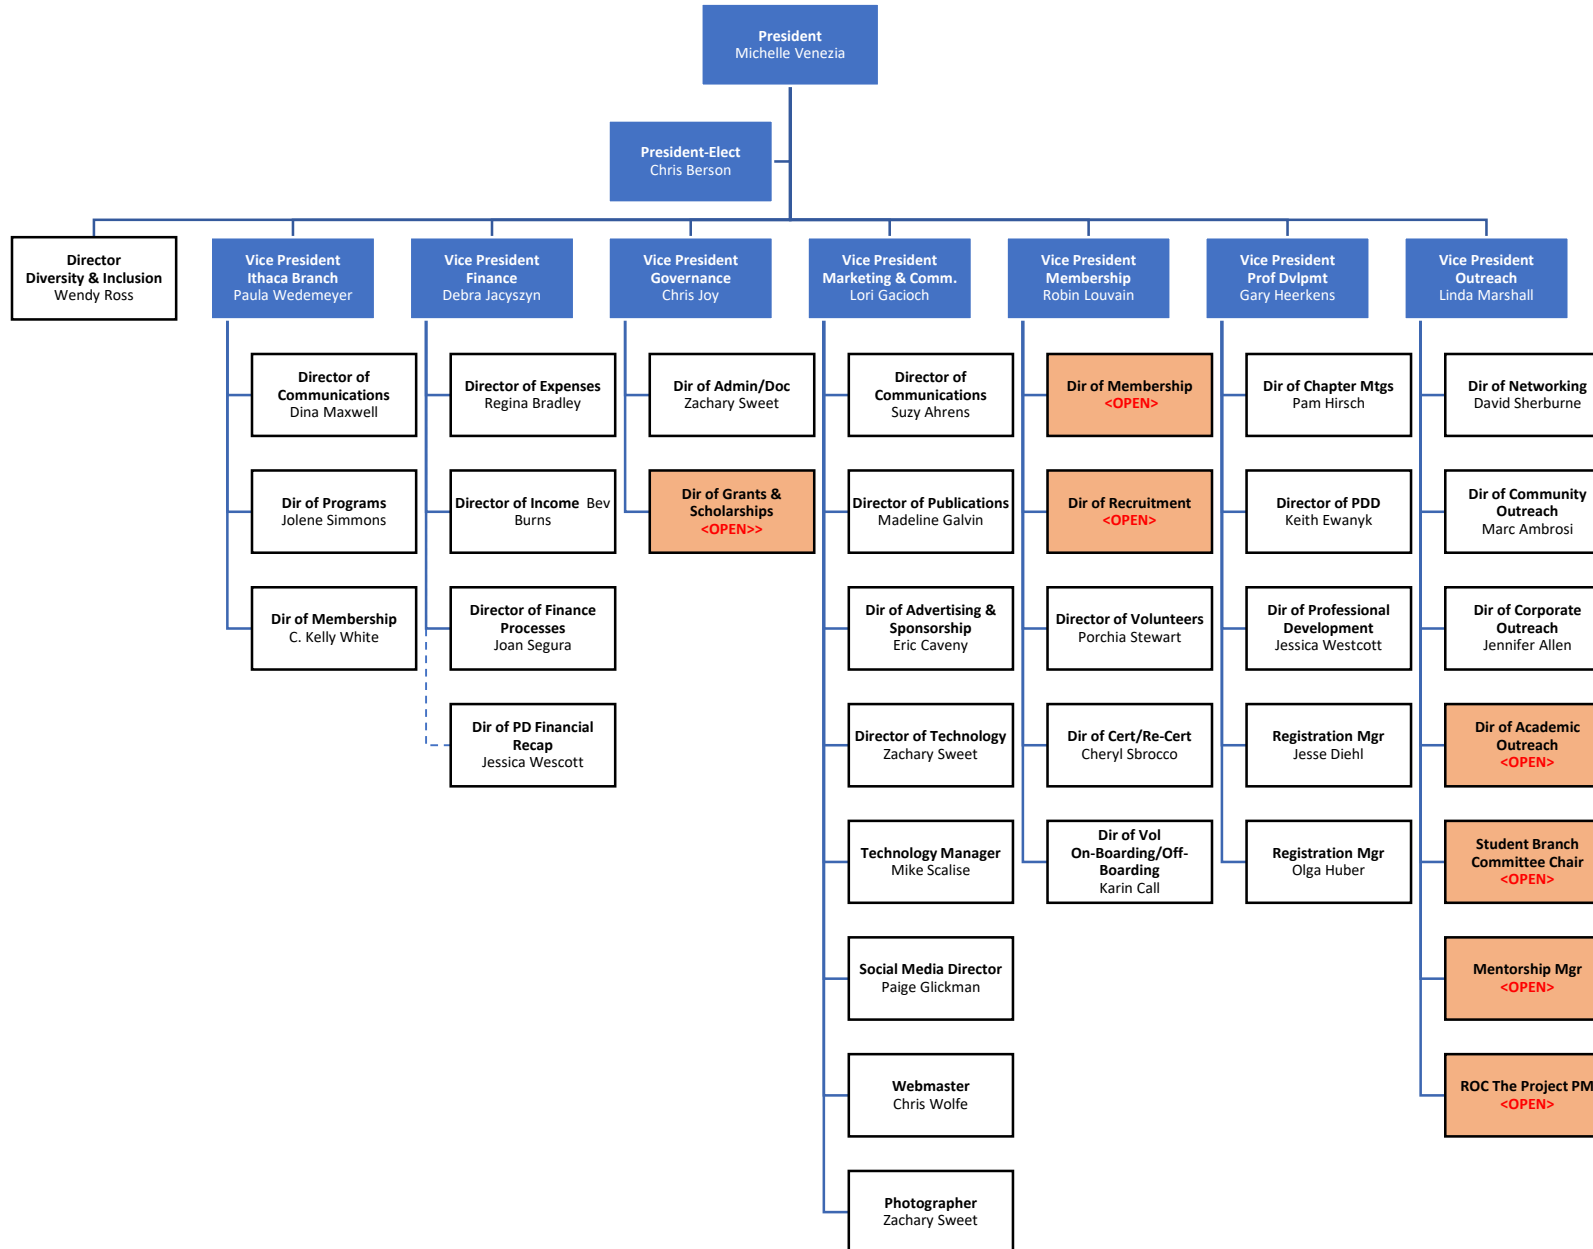 President
Michelle Venezia
President-Elect
Chris Berson
Director
Diversity & Inclusion
Wendy Ross
Vice President
Ithaca Branch
Paula Wedemeyer
Vice President
Finance
Debra Jacyszyn
Vice President
Governance
Chris Joy
Vice President
Marketing & Comm.
Lori Gacioch
Vice President
Membership
Robin Louvain
Vice President
Prof Dvlpmt
Gary Heerkens
Vice President
Outreach
Linda Marshall
Director of
Communications
Dina Maxwell
Dir of Programs
Jolene Simmons
Dir of Membership
C. Kelly White
Director of Expenses
Regina Bradley
Director of Income Bev
Burns
Director of Finance
Processes
Joan Segura
Dir of PD Financial
Recap
Jessica Wescott
Dir of Admin/Doc
Zachary Sweet
Dir of Grants &
Scholarships
<OPEN>>
Director of
Communications
Suzy Ahrens
Director of Publications
Madeline Galvin
Dir of Advertising &
Sponsorship
Eric Caveny
Director of Technology
Zachary Sweet
Technology Manager
Mike Scalise
Social Media Director
Paige Glickman
Webmaster
Chris Wolfe
Photographer
Zachary Sweet
Dir of Membership
<OPEN>
Dir of Recruitment
<OPEN>
Director of Volunteers
Porchia Stewart
Dir of Cert/Re-Cert
Cheryl Sbrocco
Dir of Vol
On-Boarding/Off-
Boarding
Karin Call
Dir of Chapter Mtgs
Pam Hirsch
Director of PDD
Keith Ewanyk
Dir of Professional
Development
Jessica Westcott
Registration Mgr
Jesse Diehl
Registration Mgr
Olga Huber
Dir of Networking
David Sherburne
Dir of Community
Outreach
Marc Ambrosi
Dir of Corporate
Outreach
Jennifer Allen
Dir of Academic
Outreach
<OPEN>
Student Branch
Committee Chair
<OPEN>
Mentorship Mgr
<OPEN>
ROC The Project PM
<OPEN>